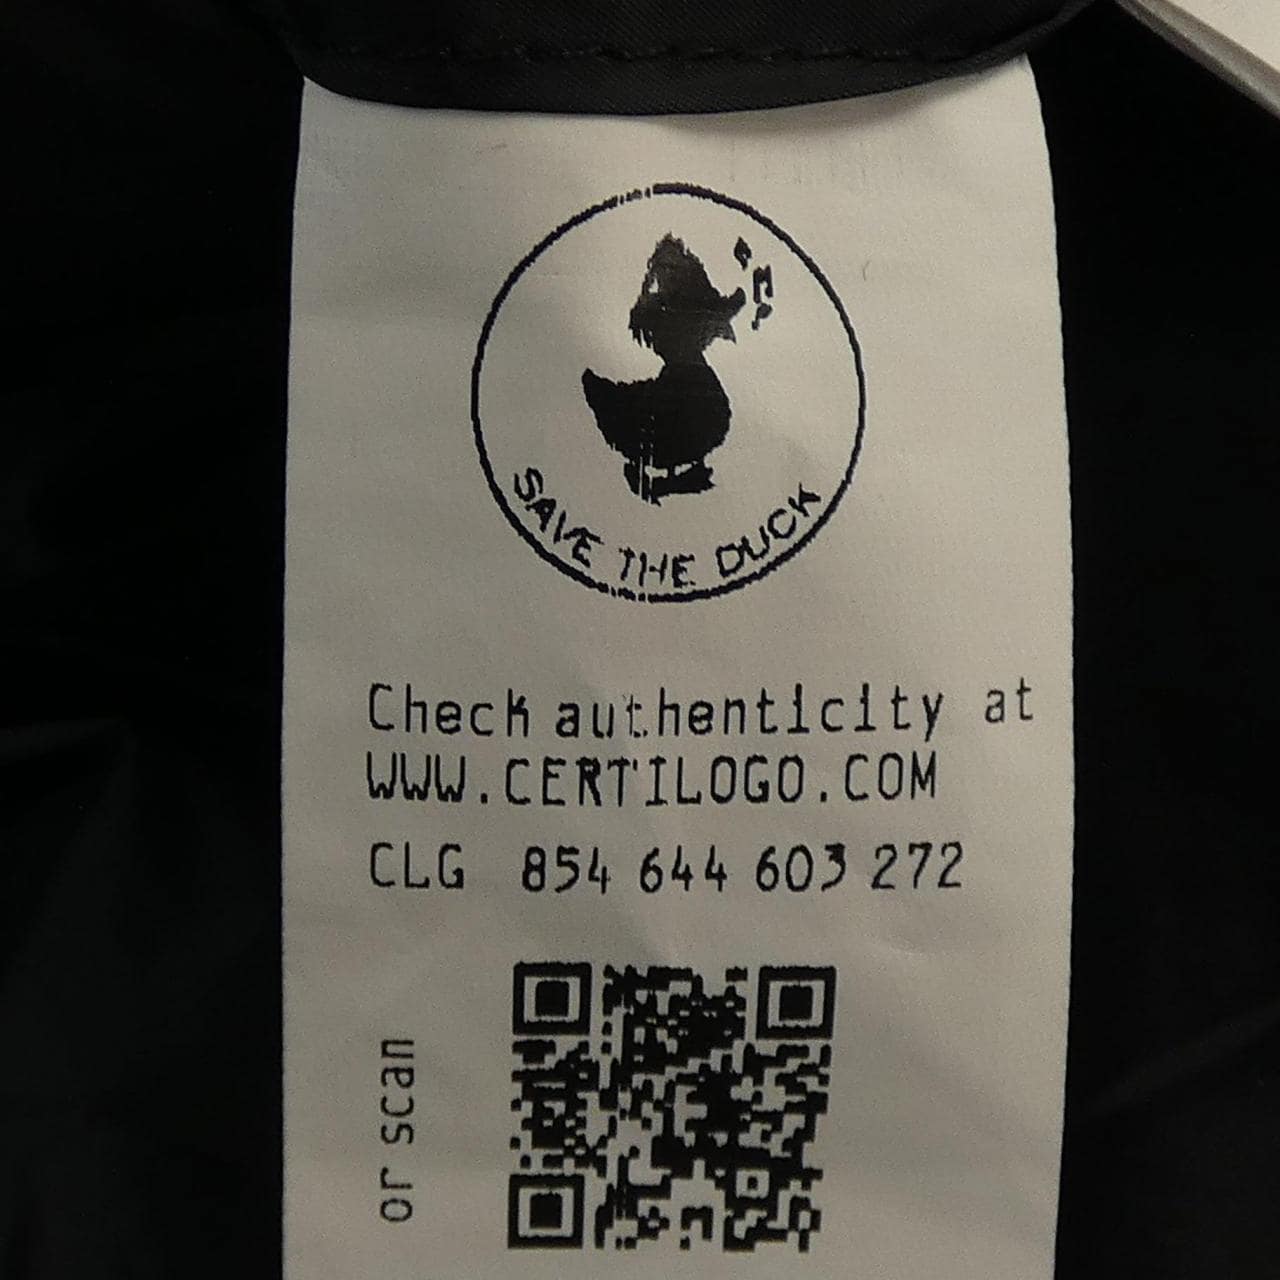 SAVE THE DUCK
Check authenticity at
WWW.CERTILOGO.COM
CLG 854 644 603 272
or scan